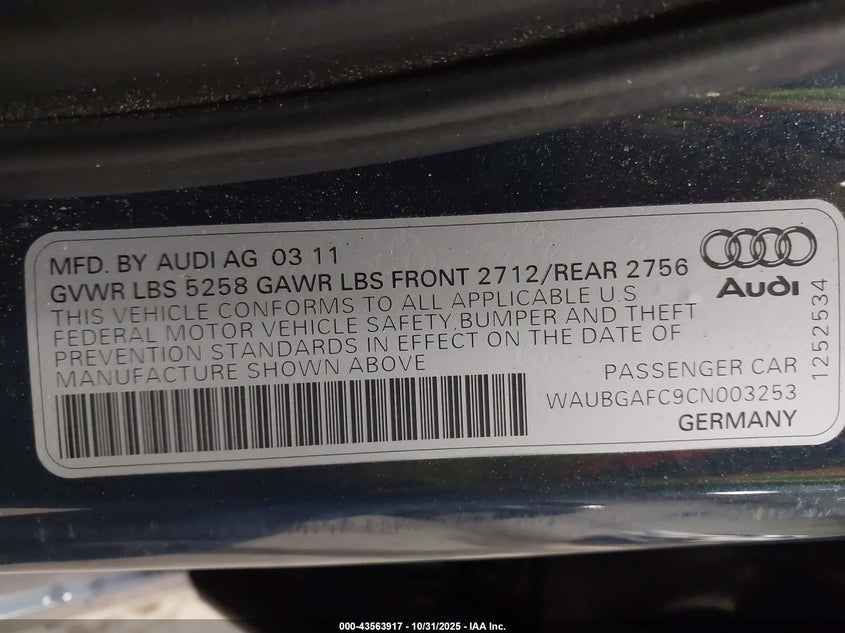 MFD. BY AUDI AG 03 11
GVWR LBS 5258 GAWR LBS FRONT 2712/REAR 2756
THIS VEHICLE CONFORMS TO ALL APPLICABLE U.S
FEDERAL MOTOR VEHICLE SAFETY, BUMPER AND THEFT
PREVENTION STANDARDS IN EFFECT ON THE DATE OF
MANUFACTURE SHOWN ABOVE
Audi
1252534
PASSENGER CAR
WAUBGAFC9CN003253
GERMANY
000-43563917 - 10/31/2025 - IAA Inc.